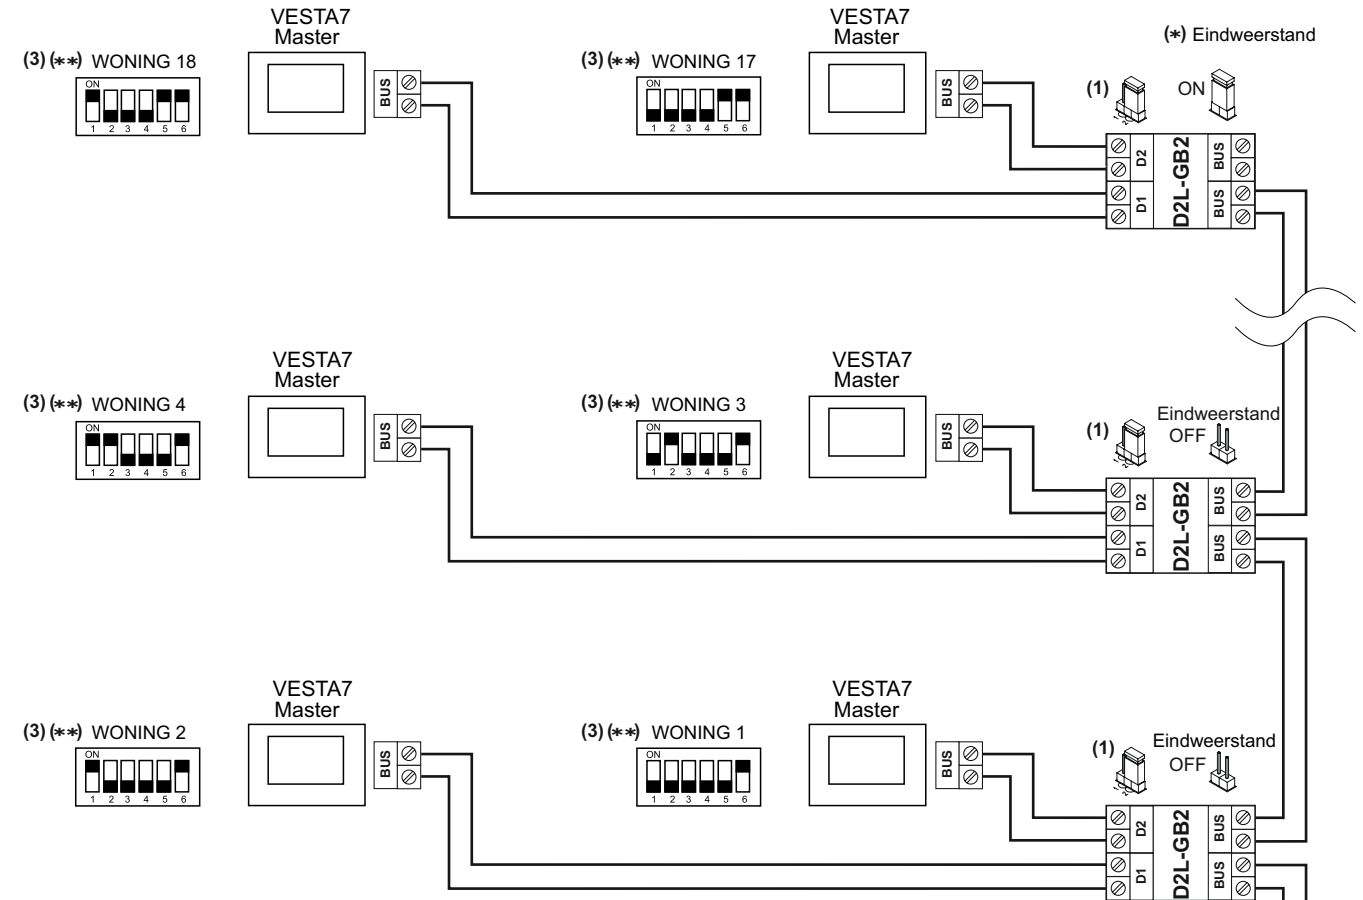 VESTA7
Master
(3) (**) WONING 18
ON
1 2 3 4 5 6
BUS
VESTA7
Master
(3) (**) WONING 17
ON
1 2 3 4 5 6
BUS
(*) Eindweerstand
(1)
ON
D2
D1
D2L-GB2
BUS
BUS
VESTA7
Master
(3) (**) WONING 4
ON
1 2 3 4 5 6
BUS
VESTA7
Master
(3) (**) WONING 3
ON
1 2 3 4 5 6
BUS
Eindweerstand
(1)
OFF
D2
D1
D2L-GB2
BUS
BUS
VESTA7
Master
(3) (**) WONING 2
ON
1 2 3 4 5 6
BUS
VESTA7
Master
(3) (**) WONING 1
ON
1 2 3 4 5 6
BUS
Eindweerstand
(1)
OFF
D2
D1
D2L-GB2
BUS
BUS